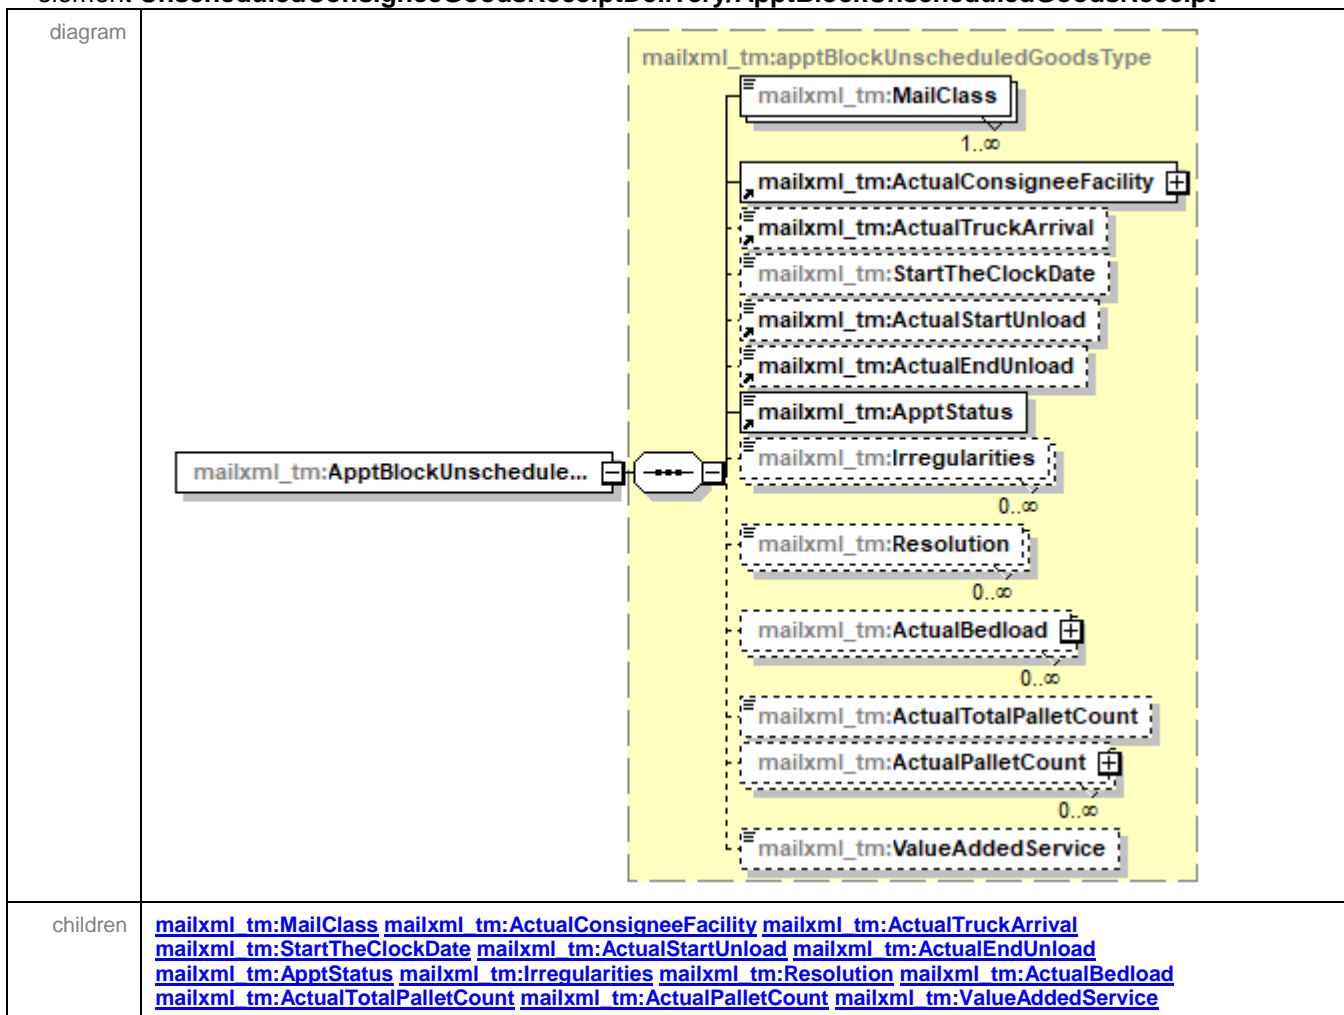 element UnscheduledConsigneeGoodsReceiptDelivery/ApptBlockUnscheduledGoodsReceipt
diagram
mailxml_tm:apptBlockUnscheduledGoodsType
mailxml_tm:MailClass
1..∞
mailxml_tm:ActualConsigneeFacility
mailxml_tm:ActualTruckArrival
mailxml_tm:StartTheClockDate
mailxml_tm:ActualStartUnload
mailxml_tm:ActualEndUnload
mailxml_tm:ApptStatus
mailxml_tm:ApptBlockUnschedule...
mailxml_tm:Irregularities
0..∞
mailxml_tm:Resolution
0..∞
mailxml_tm:ActualBedload
0..∞
mailxml_tm:ActualTotalPalletCount
mailxml_tm:ActualPalletCount
0..∞
mailxml_tm:ValueAddedService
children
mailxml_tm:MailClass mailxml_tm:ActualConsigneeFacility mailxml_tm:ActualTruckArrival
mailxml_tm:StartTheClockDate mailxml_tm:ActualStartUnload mailxml_tm:ActualEndUnload
mailxml_tm:ApptStatus mailxml_tm:Irregularities mailxml_tm:Resolution mailxml_tm:ActualBedload
mailxml_tm:ActualTotalPalletCount mailxml_tm:ActualPalletCount mailxml_tm:ValueAddedService